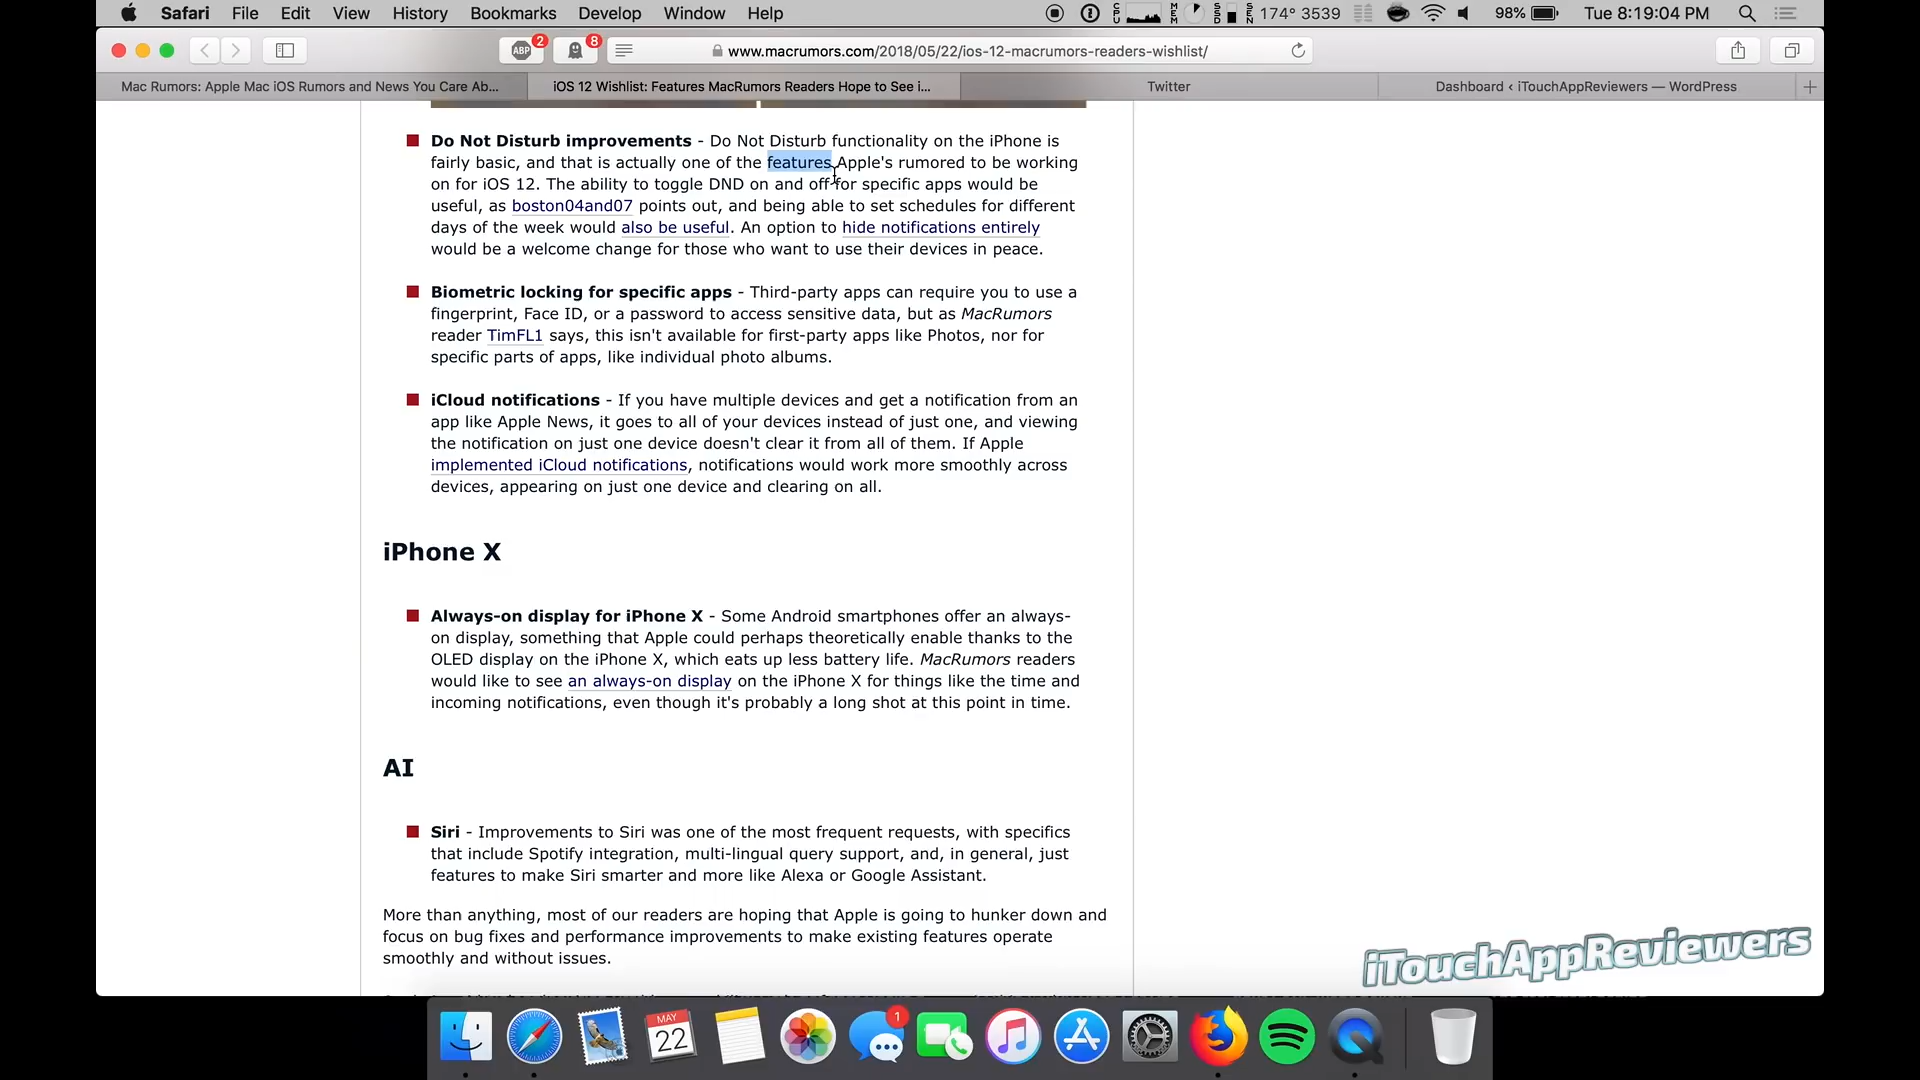 Safari File Edit View History Bookmarks Develop Window Help
CPU MEM SSD SEN 174° 3539 98% Tue 8:19:04 PM
ABP 2 8 www.macrumors.com/2018/05/22/ios-12-macrumors-readers-wishlist/
Mac Rumors: Apple Mac iOS Rumors and News You Care Ab... iOS 12 Wishlist: Features MacRumors Readers Hope to See i... Twitter Dashboard ‹ iTouchAppReviewers — WordPress
Do Not Disturb improvements - Do Not Disturb functionality on the iPhone is
fairly basic, and that is actually one of the features Apple's rumored to be working
on for iOS 12. The ability to toggle DND on and off for specific apps would be
useful, as boston04and07 points out, and being able to set schedules for different
days of the week would also be useful. An option to hide notifications entirely
would be a welcome change for those who want to use their devices in peace.
Biometric locking for specific apps - Third-party apps can require you to use a
fingerprint, Face ID, or a password to access sensitive data, but as MacRumors
reader TimFL1 says, this isn't available for first-party apps like Photos, nor for
specific parts of apps, like individual photo albums.
iCloud notifications - If you have multiple devices and get a notification from an
app like Apple News, it goes to all of your devices instead of just one, and viewing
the notification on just one device doesn't clear it from all of them. If Apple
implemented iCloud notifications, notifications would work more smoothly across
devices, appearing on just one device and clearing on all.
iPhone X
Always-on display for iPhone X - Some Android smartphones offer an always-
on display, something that Apple could perhaps theoretically enable thanks to the
OLED display on the iPhone X, which eats up less battery life. MacRumors readers
would like to see an always-on display on the iPhone X for things like the time and
incoming notifications, even though it's probably a long shot at this point in time.
AI
Siri - Improvements to Siri was one of the most frequent requests, with specifics
that include Spotify integration, multi-lingual query support, and, in general, just
features to make Siri smarter and more like Alexa or Google Assistant.
More than anything, most of our readers are hoping that Apple is going to hunker down and
focus on bug fixes and performance improvements to make existing features operate
smoothly and without issues.
iTouchAppReviewers
MAY
22
1